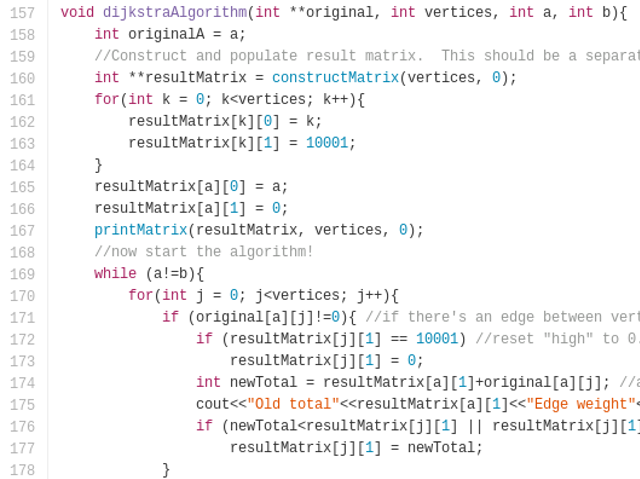 157 void dijkstraAlgorithm(int **original, int vertices, int a, int b){
158 int originalA = a;
159 //Construct and populate result matrix.  This should be a
160 int **resultMatrix = constructMatrix(vertices, 0);
161 for(int k = 0; k<vertices; k++){
162 resultMatrix[k][0] = k;
163 resultMatrix[k][1] = 10001;
164 }
165 resultMatrix[a][0] = a;
166 resultMatrix[a][1] = 0;
167 printMatrix(resultMatrix, vertices, 0);
168 //now start the algorithm!
169 while (a!=b){
170 for(int j = 0; j<vertices; j++){
171 if (original[a][j]!=0){ //if there's an edge between
172 if (resultMatrix[j][1] == 10001) //reset "high" to 0.
173 resultMatrix[j][1] = 0;
174 int newTotal = resultMatrix[a][1]+original[a][j]; //a
175 cout<<"Old total"<<resultMatrix[a][1]<<"Edge weight"<
176 if (newTotal<resultMatrix[j][1] || resultMatrix[j][1]
177 resultMatrix[j][1] = newTotal;
178 }